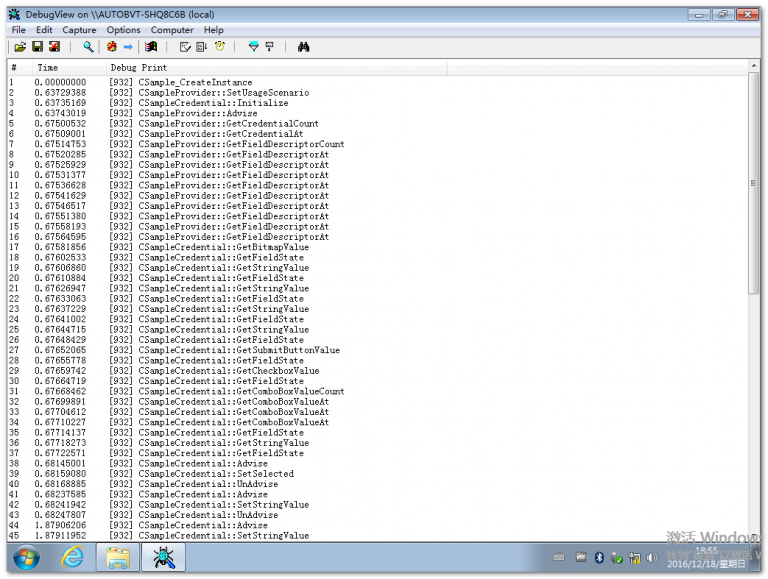 DebugView on \\AUTOBVT-SHQ8C6B (local)
File Edit Capture Options Computer Help
# Time Debug Print
1 0.00000000 [932] CSample_CreateInstance
2 0.63729388 [932] CSampleProvider::SetUsageScenario
3 0.63735169 [932] CSampleCredential::Initialize
4 0.63743019 [932] CSampleProvider::Advise
5 0.67500532 [932] CSampleProvider::GetCredentialCount
6 0.67509001 [932] CSampleProvider::GetCredentialAt
7 0.67514753 [932] CSampleProvider::GetFieldDescriptorCount
8 0.67520285 [932] CSampleProvider::GetFieldDescriptorAt
9 0.67525929 [932] CSampleProvider::GetFieldDescriptorAt
10 0.67531377 [932] CSampleProvider::GetFieldDescriptorAt
11 0.67536628 [932] CSampleProvider::GetFieldDescriptorAt
12 0.67541629 [932] CSampleProvider::GetFieldDescriptorAt
13 0.67546517 [932] CSampleProvider::GetFieldDescriptorAt
14 0.67551380 [932] CSampleProvider::GetFieldDescriptorAt
15 0.67558193 [932] CSampleProvider::GetFieldDescriptorAt
16 0.67564595 [932] CSampleProvider::GetFieldDescriptorAt
17 0.67581856 [932] CSampleCredential::GetBitmapValue
18 0.67602533 [932] CSampleCredential::GetFieldState
19 0.67606860 [932] CSampleCredential::GetStringValue
20 0.67610884 [932] CSampleCredential::GetFieldState
21 0.67626947 [932] CSampleCredential::GetStringValue
22 0.67633063 [932] CSampleCredential::GetFieldState
23 0.67637229 [932] CSampleCredential::GetStringValue
24 0.67641002 [932] CSampleCredential::GetFieldState
25 0.67644715 [932] CSampleCredential::GetStringValue
26 0.67648429 [932] CSampleCredential::GetFieldState
27 0.67652065 [932] CSampleCredential::GetSubmitButtonValue
28 0.67655778 [932] CSampleCredential::GetFieldState
29 0.67659742 [932] CSampleCredential::GetCheckboxValue
30 0.67664719 [932] CSampleCredential::GetFieldState
31 0.67668462 [932] CSampleCredential::GetComboBoxValueCount
32 0.67699891 [932] CSampleCredential::GetComboBoxValueAt
33 0.67704612 [932] CSampleCredential::GetComboBoxValueAt
34 0.67710227 [932] CSampleCredential::GetComboBoxValueAt
35 0.67714137 [932] CSampleCredential::GetFieldState
36 0.67718273 [932] CSampleCredential::GetStringValue
37 0.67722571 [932] CSampleCredential::GetFieldState
38 0.68145001 [932] CSampleCredential::Advise
39 0.68159080 [932] CSampleCredential::SetSelected
40 0.68168885 [932] CSampleCredential::UnAdvise
41 0.68237585 [932] CSampleCredential::Advise
42 0.68241942 [932] CSampleCredential::SetStringValue
43 0.68247807 [932] CSampleCredential::UnAdvise
44 1.87906206 [932] CSampleCredential::Advise
45 1.87911952 [932] CSampleCredential::SetStringValue
激活 Window
18:55
2016/12/18/星期日